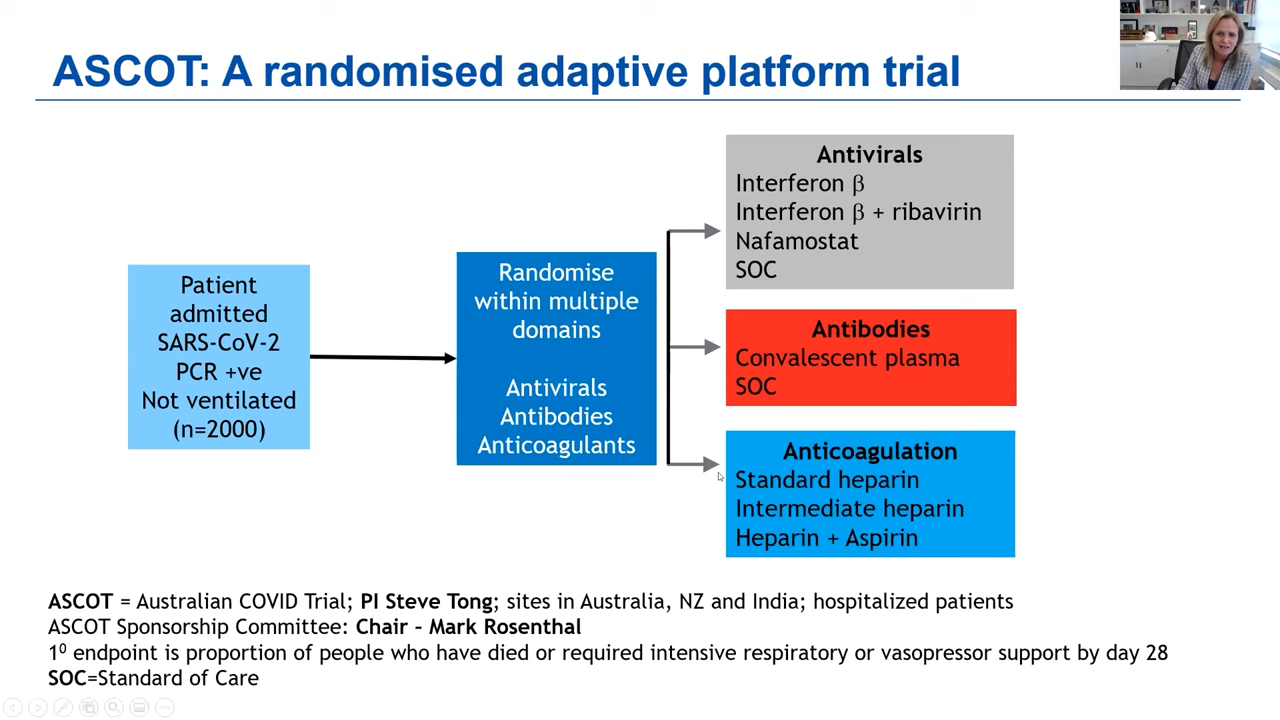 ASCOT: A randomised adaptive platform trial
Patient
admitted
SARS-CoV-2
PCR +ve
Not ventilated
(n=2000)
Randomise
within multiple
domains
Antivirals
Antibodies
Anticoagulants
Antivirals
Interferon β
Interferon β + ribavirin
Nafamostat
SOC
Antibodies
Convalescent plasma
SOC
Anticoagulation
Standard heparin
Intermediate heparin
Heparin + Aspirin
ASCOT = Australian COVID Trial; PI Steve Tong; sites in Australia, NZ and India; hospitalized patients
ASCOT Sponsorship Committee: Chair – Mark Rosenthal
1⁰ endpoint is proportion of people who have died or required intensive respiratory or vasopressor support by day 28
SOC=Standard of Care